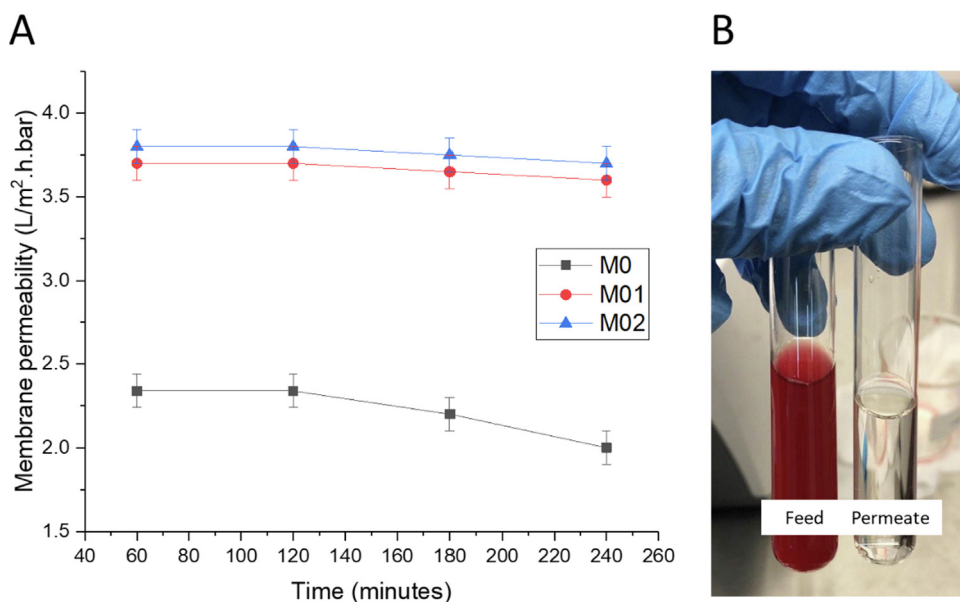 A
B
Membrane permeability (L/m².h.bar)
4.0
3.5
3.0
2.5
2.0
1.5
M0
M01
M02
40 60 80 100 120 140 160 180 200 220 240 260
Time (minutes)
Feed Permeate